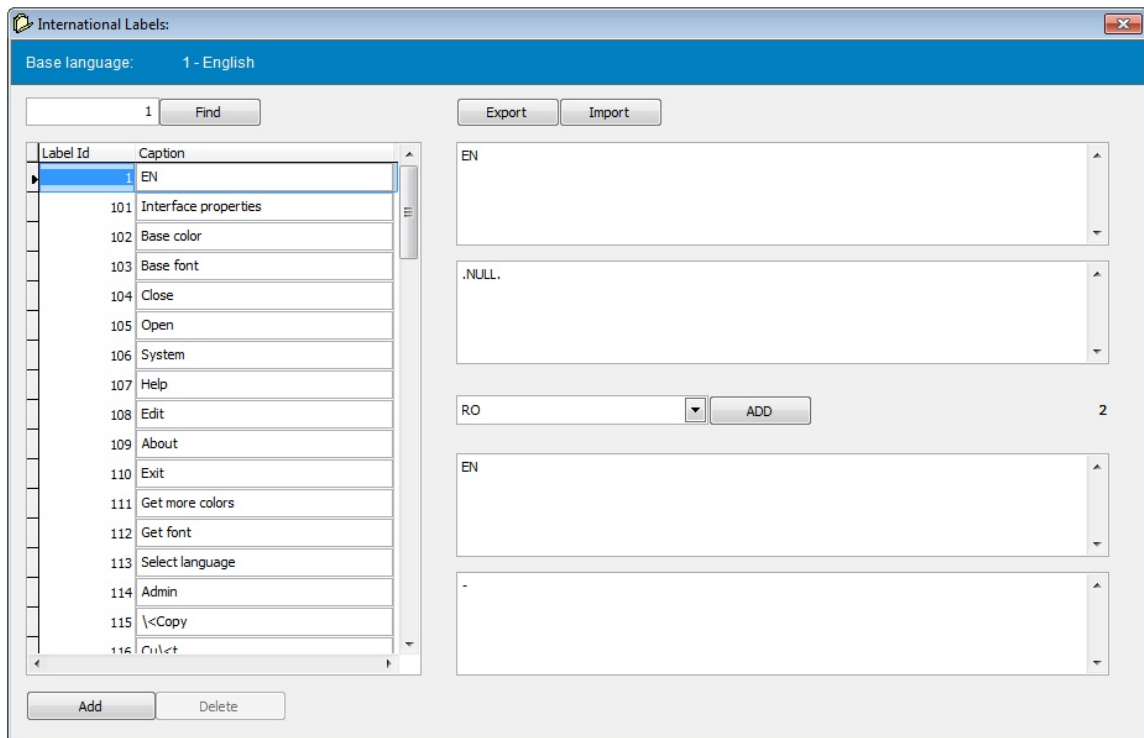 International Labels:
Base language: 1 - English
1 Find Export Import
Label Id Caption
1 EN
101 Interface properties
102 Base color
103 Base font
104 Close
105 Open
106 System
107 Help
108 Edit
109 About
110 Exit
111 Get more colors
112 Get font
113 Select language
114 Admin
115 \<Copy
116 Cu\<t
EN
.NULL.
RO ADD 2
EN
-
Add Delete